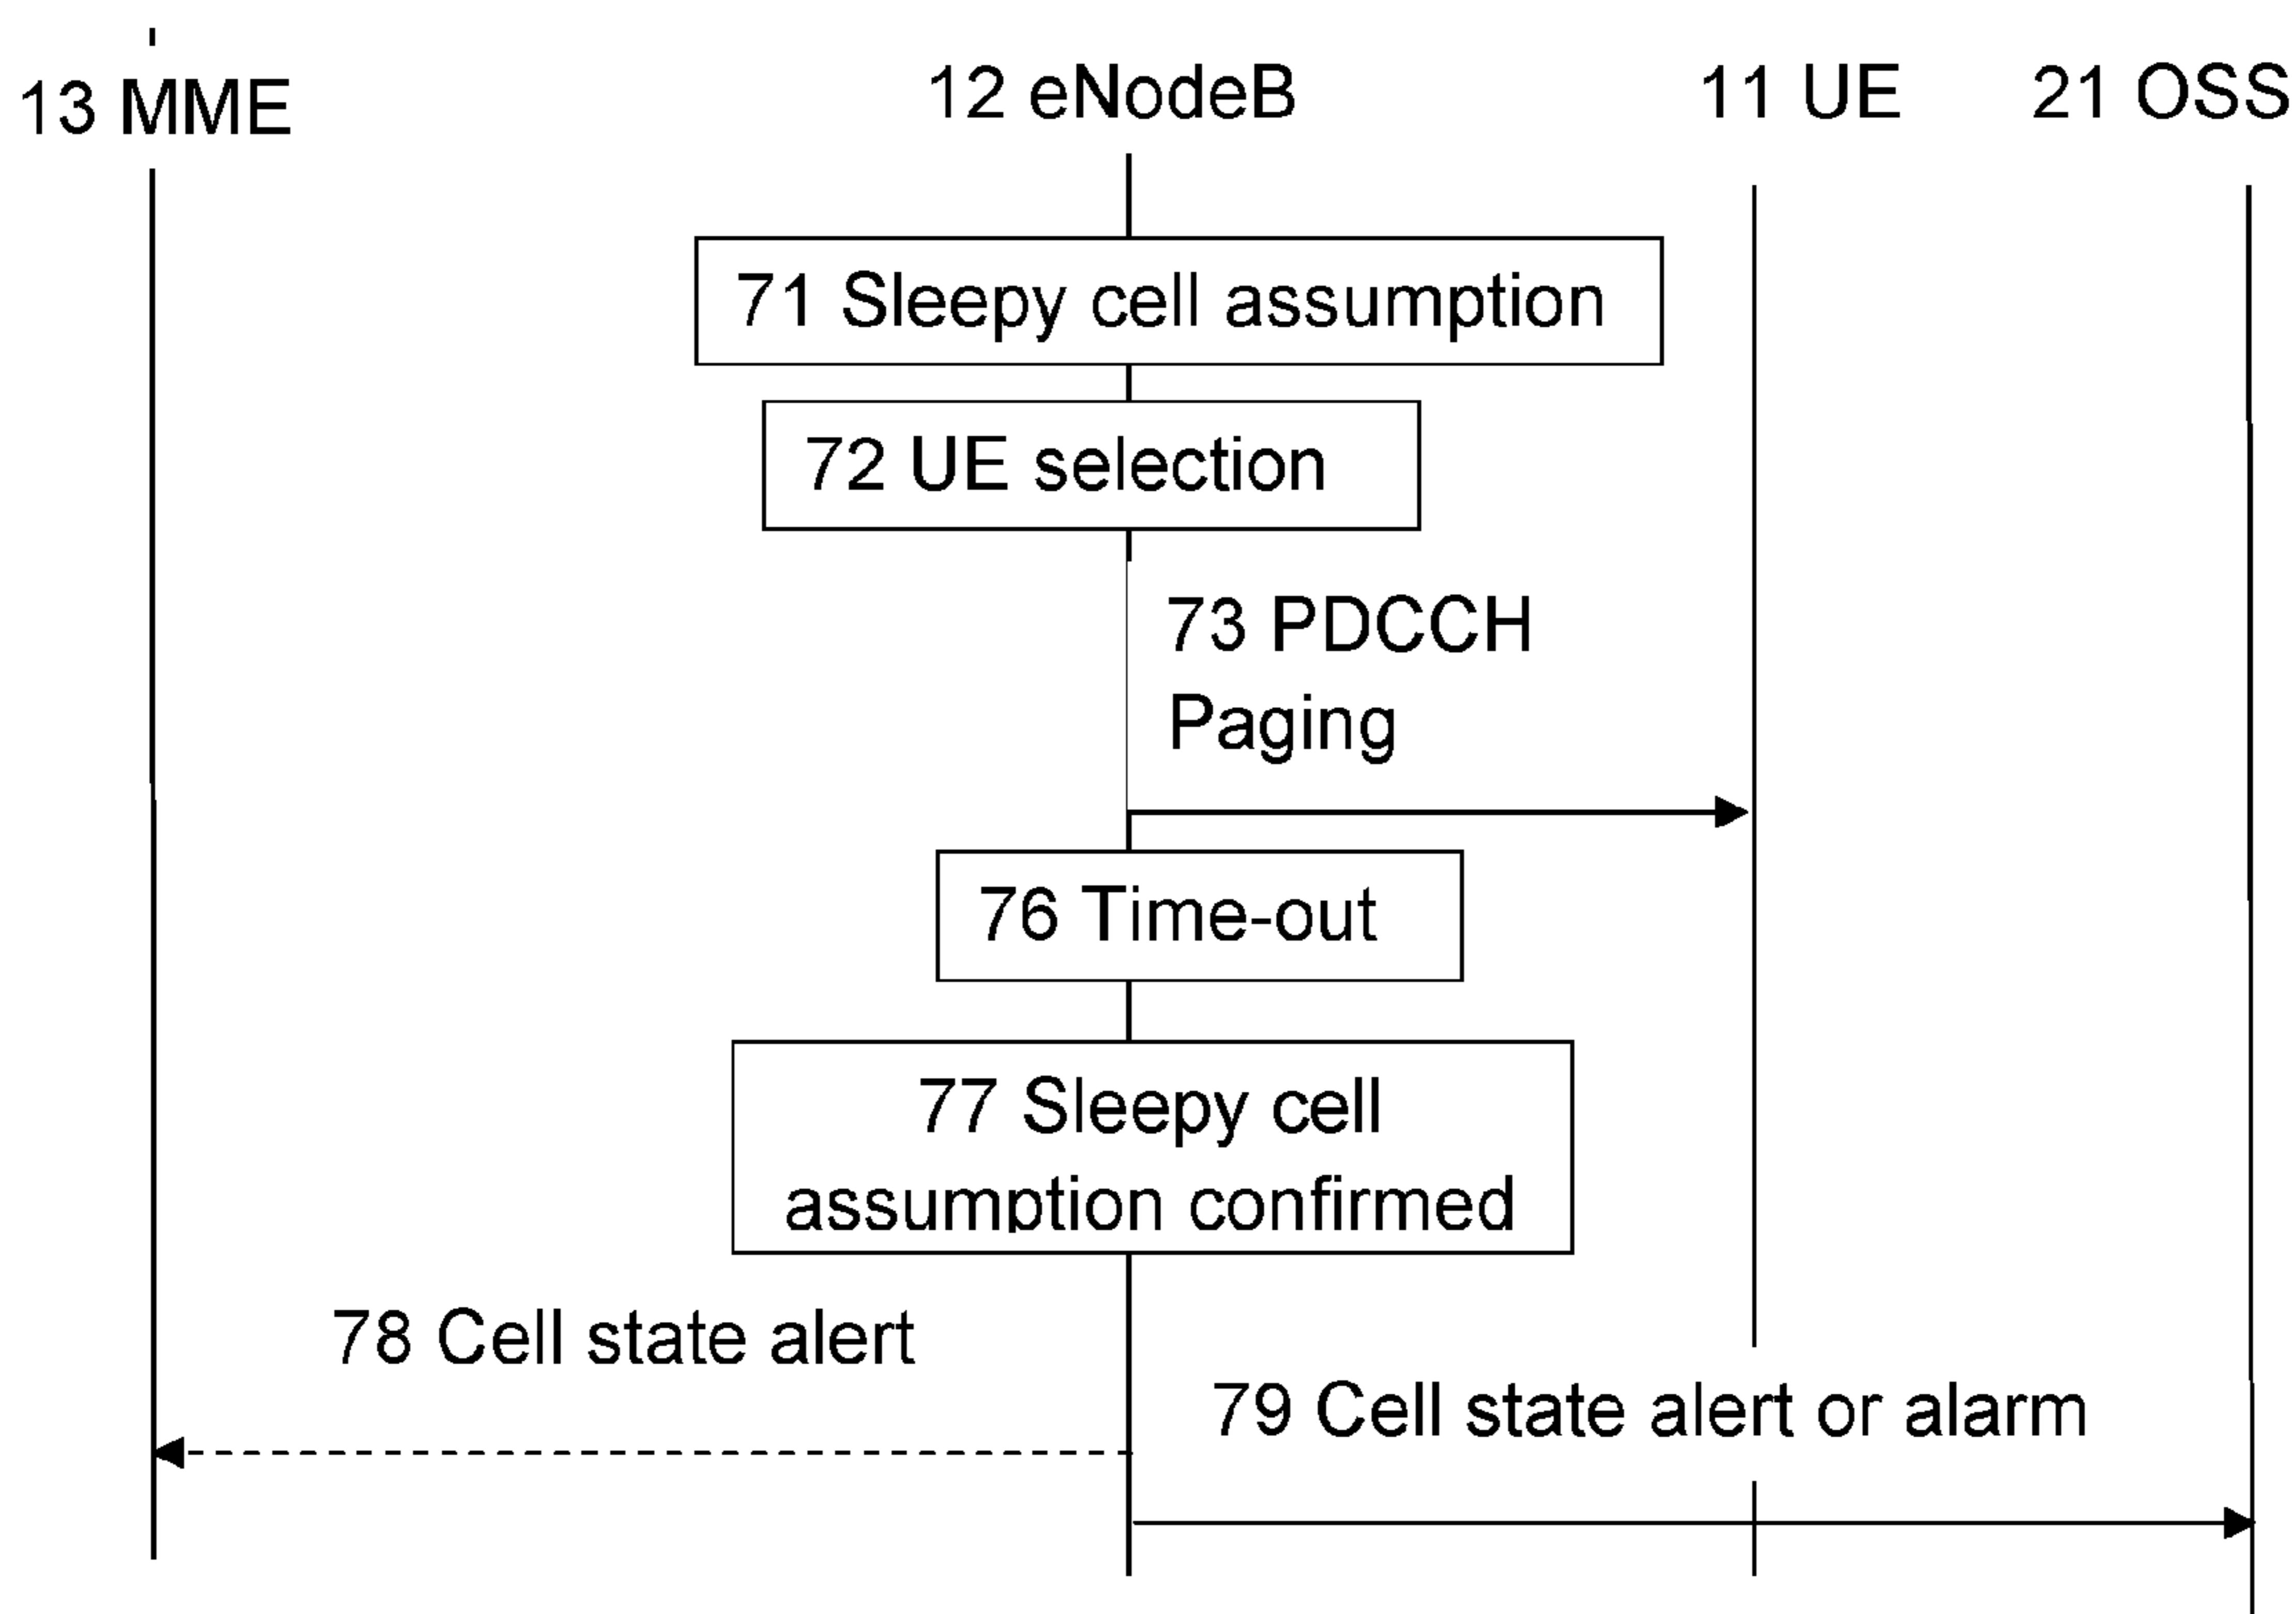 13 MME
12 eNodeB
11 UE
21 OSS
71 Sleepy cell assumption
72 UE selection
73 PDCCH
Paging
76 Time-out
77 Sleepy cell
assumption confirmed
78 Cell state alert
79 Cell state alert or alarm